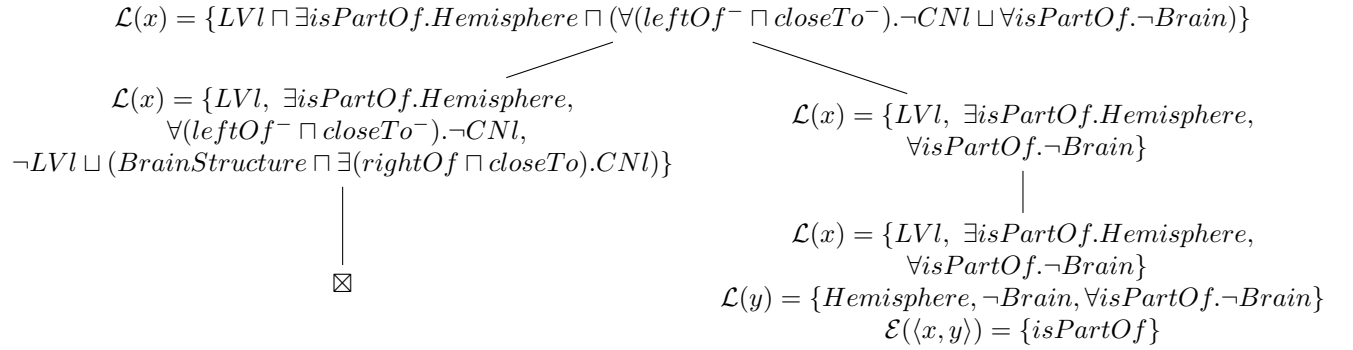 ℒ(x) = {LVl ⊓ ∃isPartOf.Hemisphere ⊓ (∀(leftOf⁻ ⊓ closeTo⁻).¬CNl ⊔ ∀isPartOf.¬Brain)}
ℒ(x) = {LVl, ∃isPartOf.Hemisphere,
∀(leftOf⁻ ⊓ closeTo⁻).¬CNl,
¬LVl ⊔ (BrainStructure ⊓ ∃(rightOf ⊓ closeTo).CNl)}
⊠
ℒ(x) = {LVl, ∃isPartOf.Hemisphere,
∀isPartOf.¬Brain}
ℒ(x) = {LVl, ∃isPartOf.Hemisphere,
∀isPartOf.¬Brain}
ℒ(y) = {Hemisphere, ¬Brain, ∀isPartOf.¬Brain}
ℰ(⟨x, y⟩) = {isPartOf}